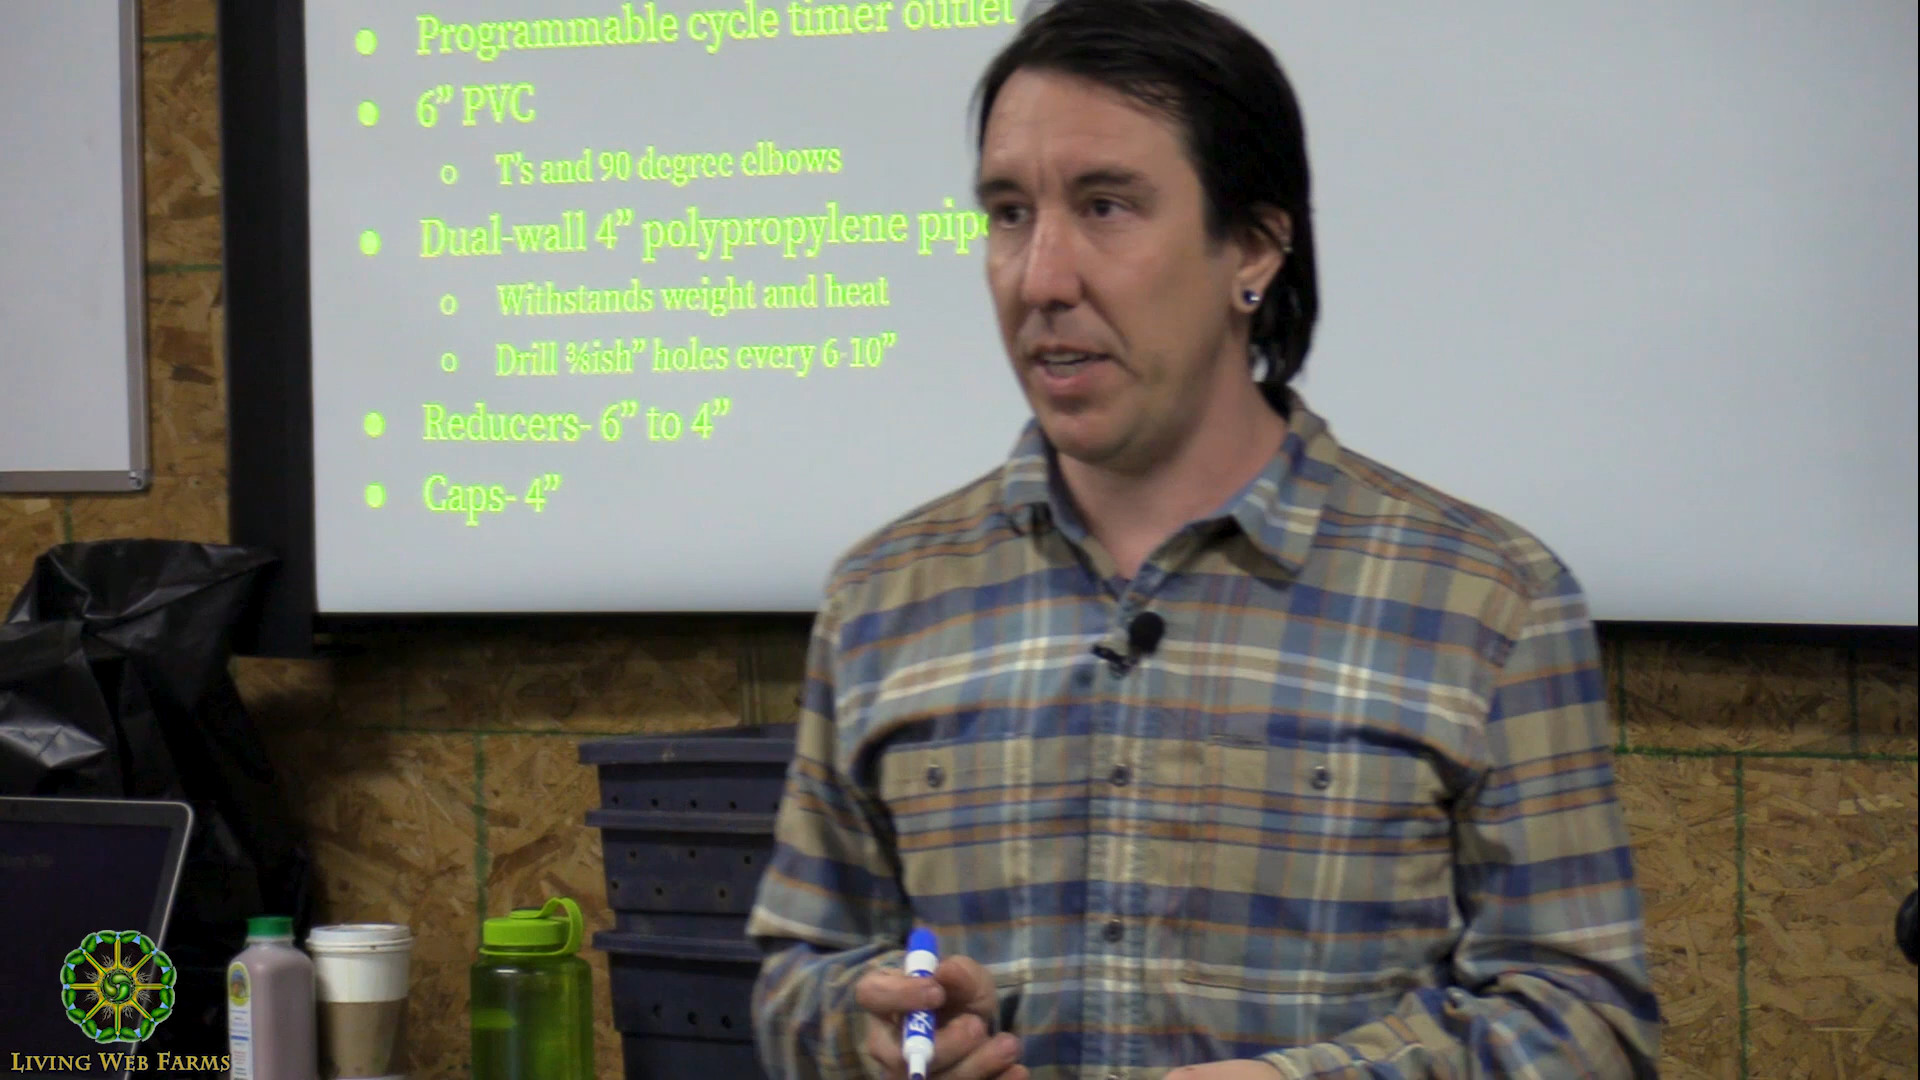 Programmable cycle timer outlet
6” PVC
T’s and 90 degree elbows
Dual-wall 4” polypropylene pipe
Withstands weight and heat
Drill ⅜ish” holes every 6-10”
Reducers- 6” to 4”
Caps- 4”
EX
LIVING WEB FARMS